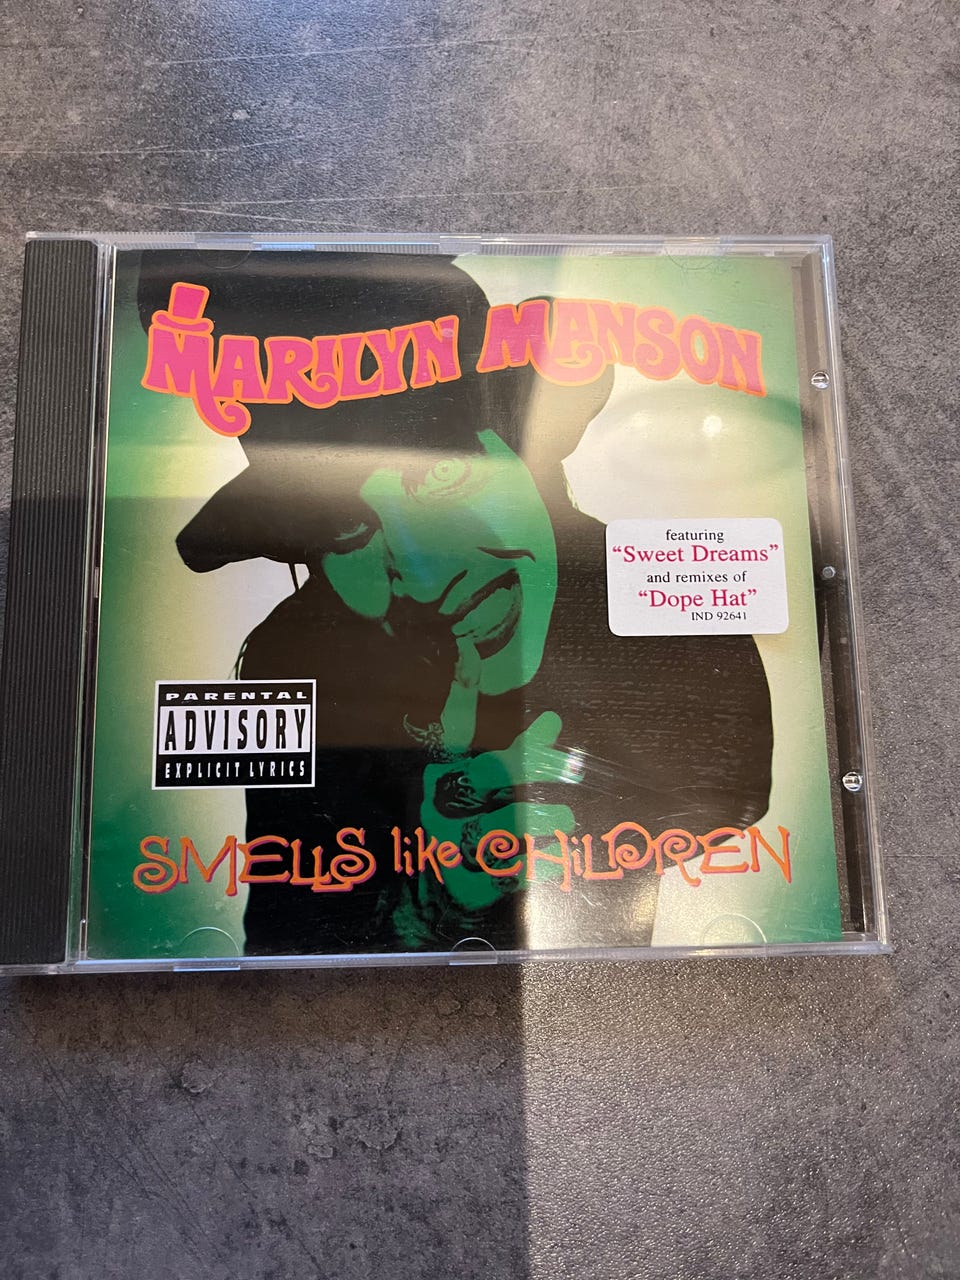 MARILYN MANSON
featuring
“Sweet Dreams”
and remixes of
“Dope Hat”
IND 92641
PARENTAL
ADVISORY
EXPLICIT LYRICS
SMELLS like CHiLDREN